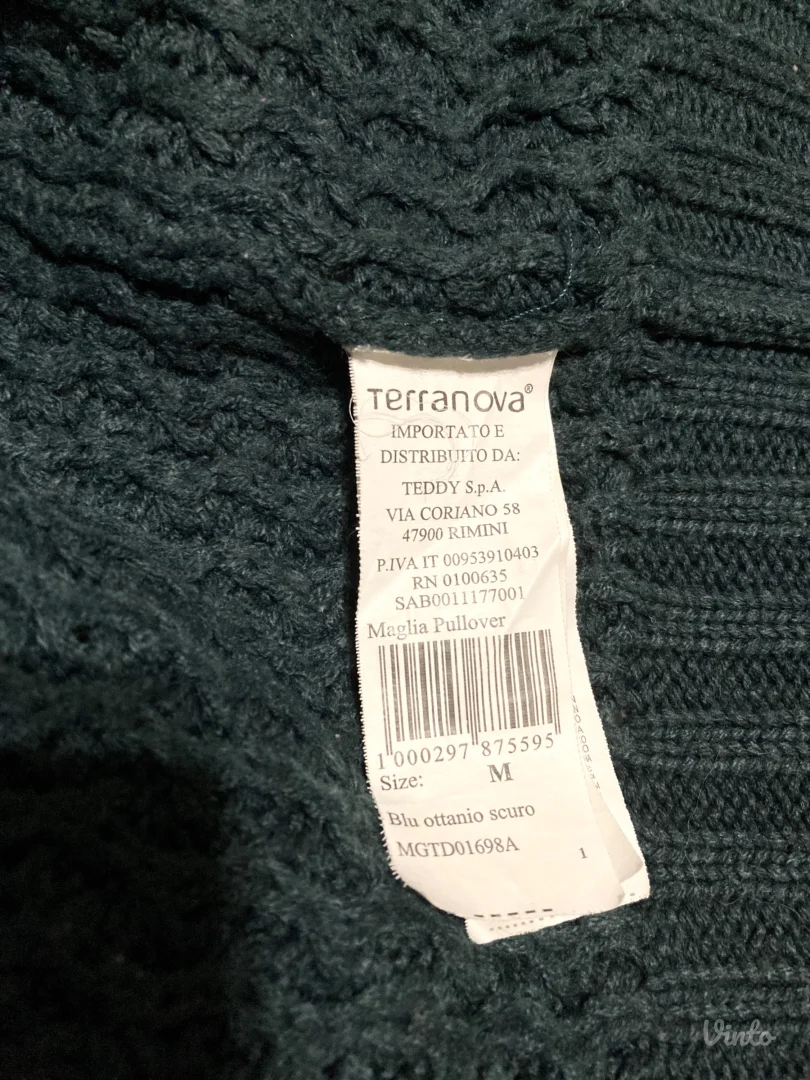 Terranova®
IMPORTATO E
DISTRIBUITO DA:
TEDDY S.p.A.
VIA CORIANO 58
47900 RIMINI
P.IVA IT 00953910403
RN 0100635
SAB0011177001
Maglia Pullover
1 000297 875595
Size: M
Blu ottanio scuro
MGTD01698A 1
Vinto